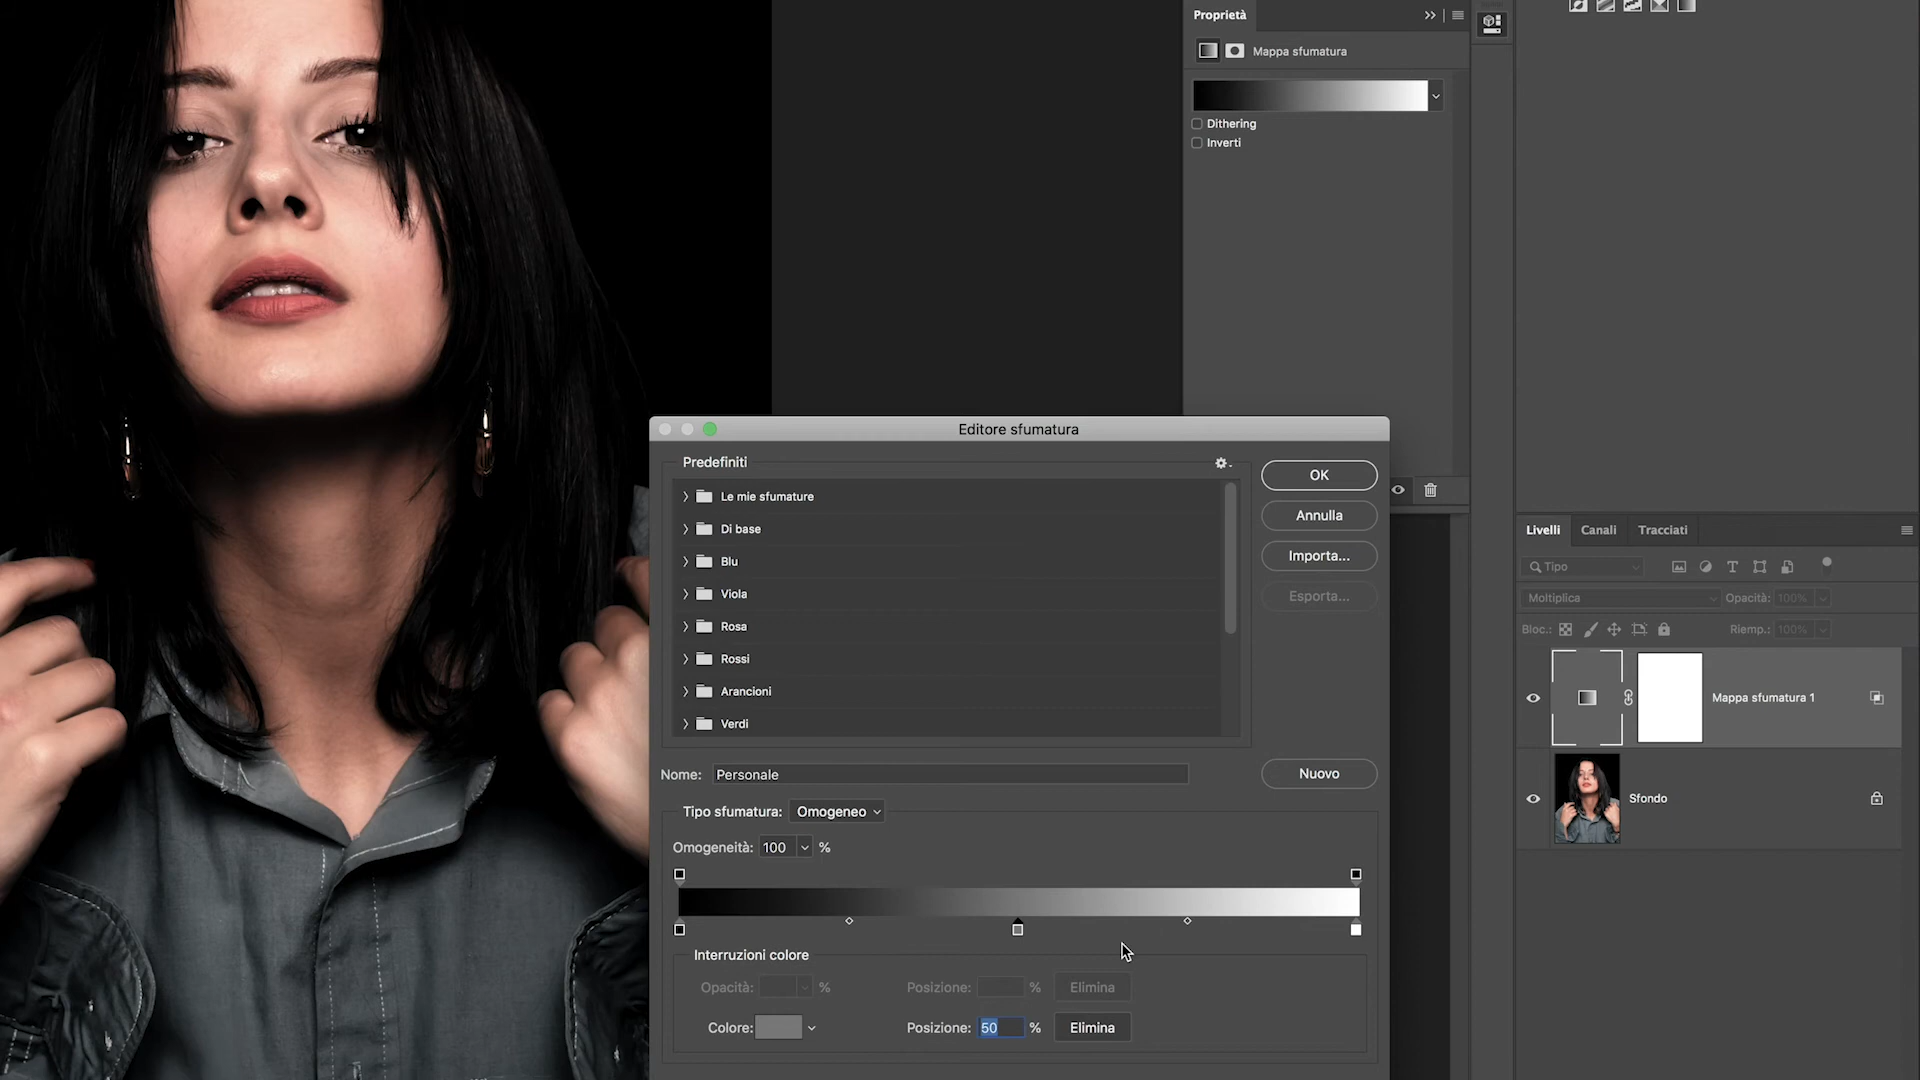 Proprietà
Mappa sfumatura
Dithering
Inverti
Editore sfumatura
Predefiniti
Le mie sfumature
Di base
Blu
Viola
Rosa
Rossi
Arancioni
Verdi
OK
Annulla
Importa...
Esporta...
Nome: Personale
Nuovo
Tipo sfumatura: Omogeneo
Omogeneità: 100 %
Interruzioni colore
Opacità: % Posizione: % Elimina
Colore: Posizione: 50 % Elimina
Livelli Canali Tracciati
Tipo
Moltiplica Opacità: 100%
Bloc.: Riemp.: 100%
Mappa sfumatura 1
Sfondo